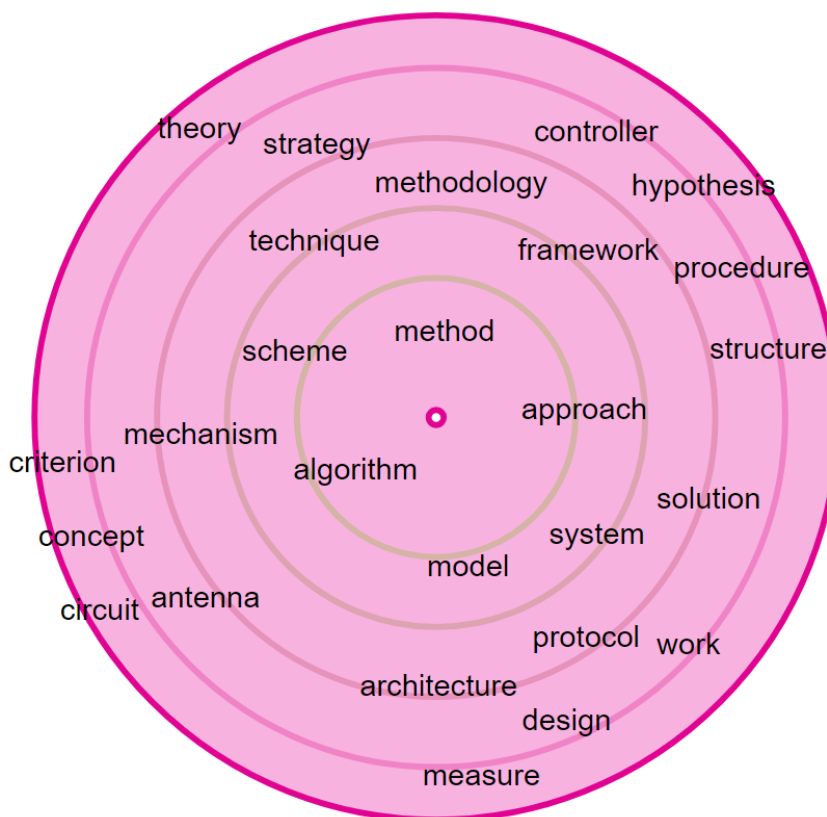 theory
controller
strategy
methodology
hypothesis
technique
framework
procedure
method
scheme
structure
approach
mechanism
criterion
algorithm
solution
concept
system
model
antenna
circuit
protocol
work
architecture
design
measure